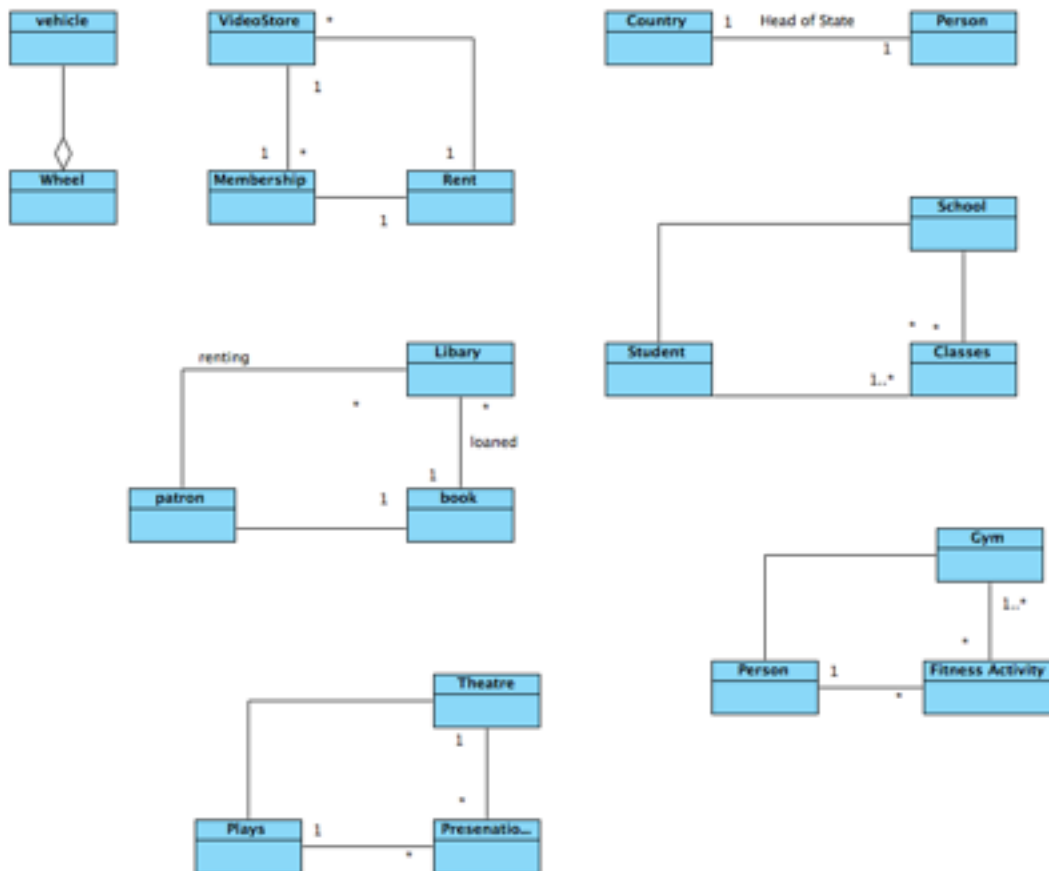 vehicle
VideoStore
*
1
1
*
1
Wheel
Membership
Rent
1
Country
1
Head of State
Person
1
School
*
*
Student
Classes
1..*
renting
Libary
*
*
loaned
1
patron
1
book
Gym
1..*
*
Person
1
Fitness Activity
*
Theatre
1
*
Plays
1
Presenatio...
*